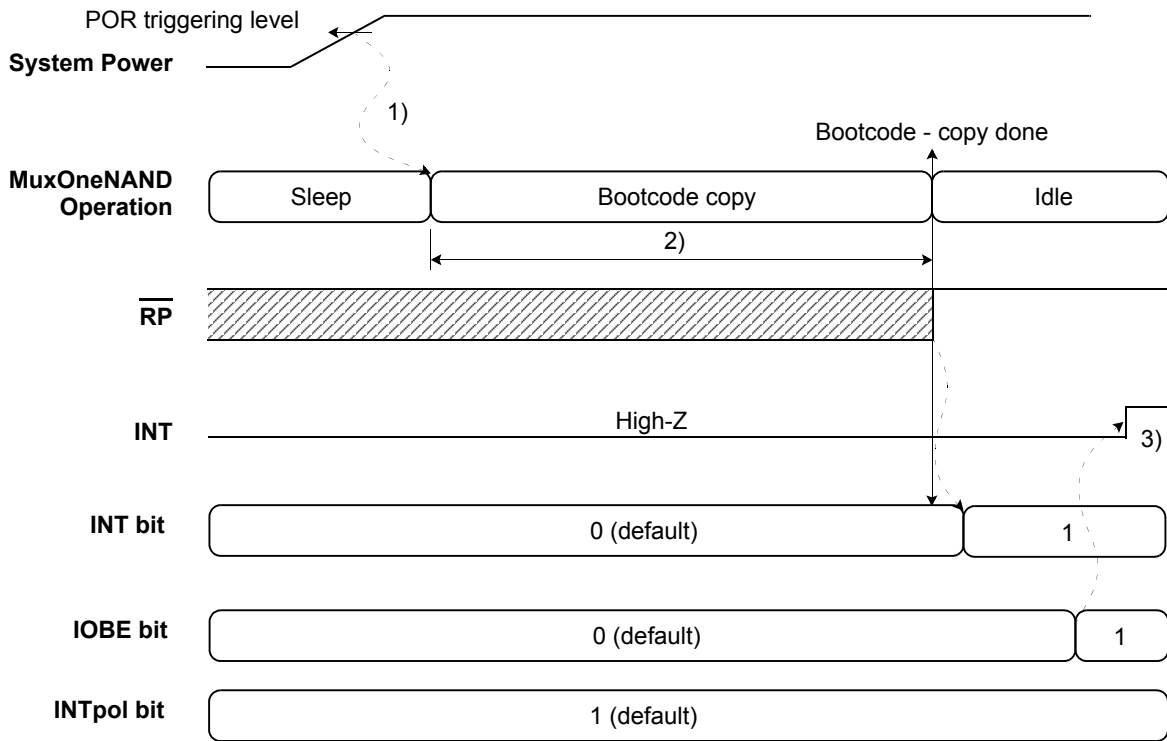 POR triggering level
System Power
1)
Bootcode - copy done
MuxOneNAND
Operation
Sleep
Bootcode copy
Idle
2)
RP
High-Z
INT
3)
INT bit
0 (default)
1
IOBE bit
0 (default)
1
INTpol bit
1 (default)